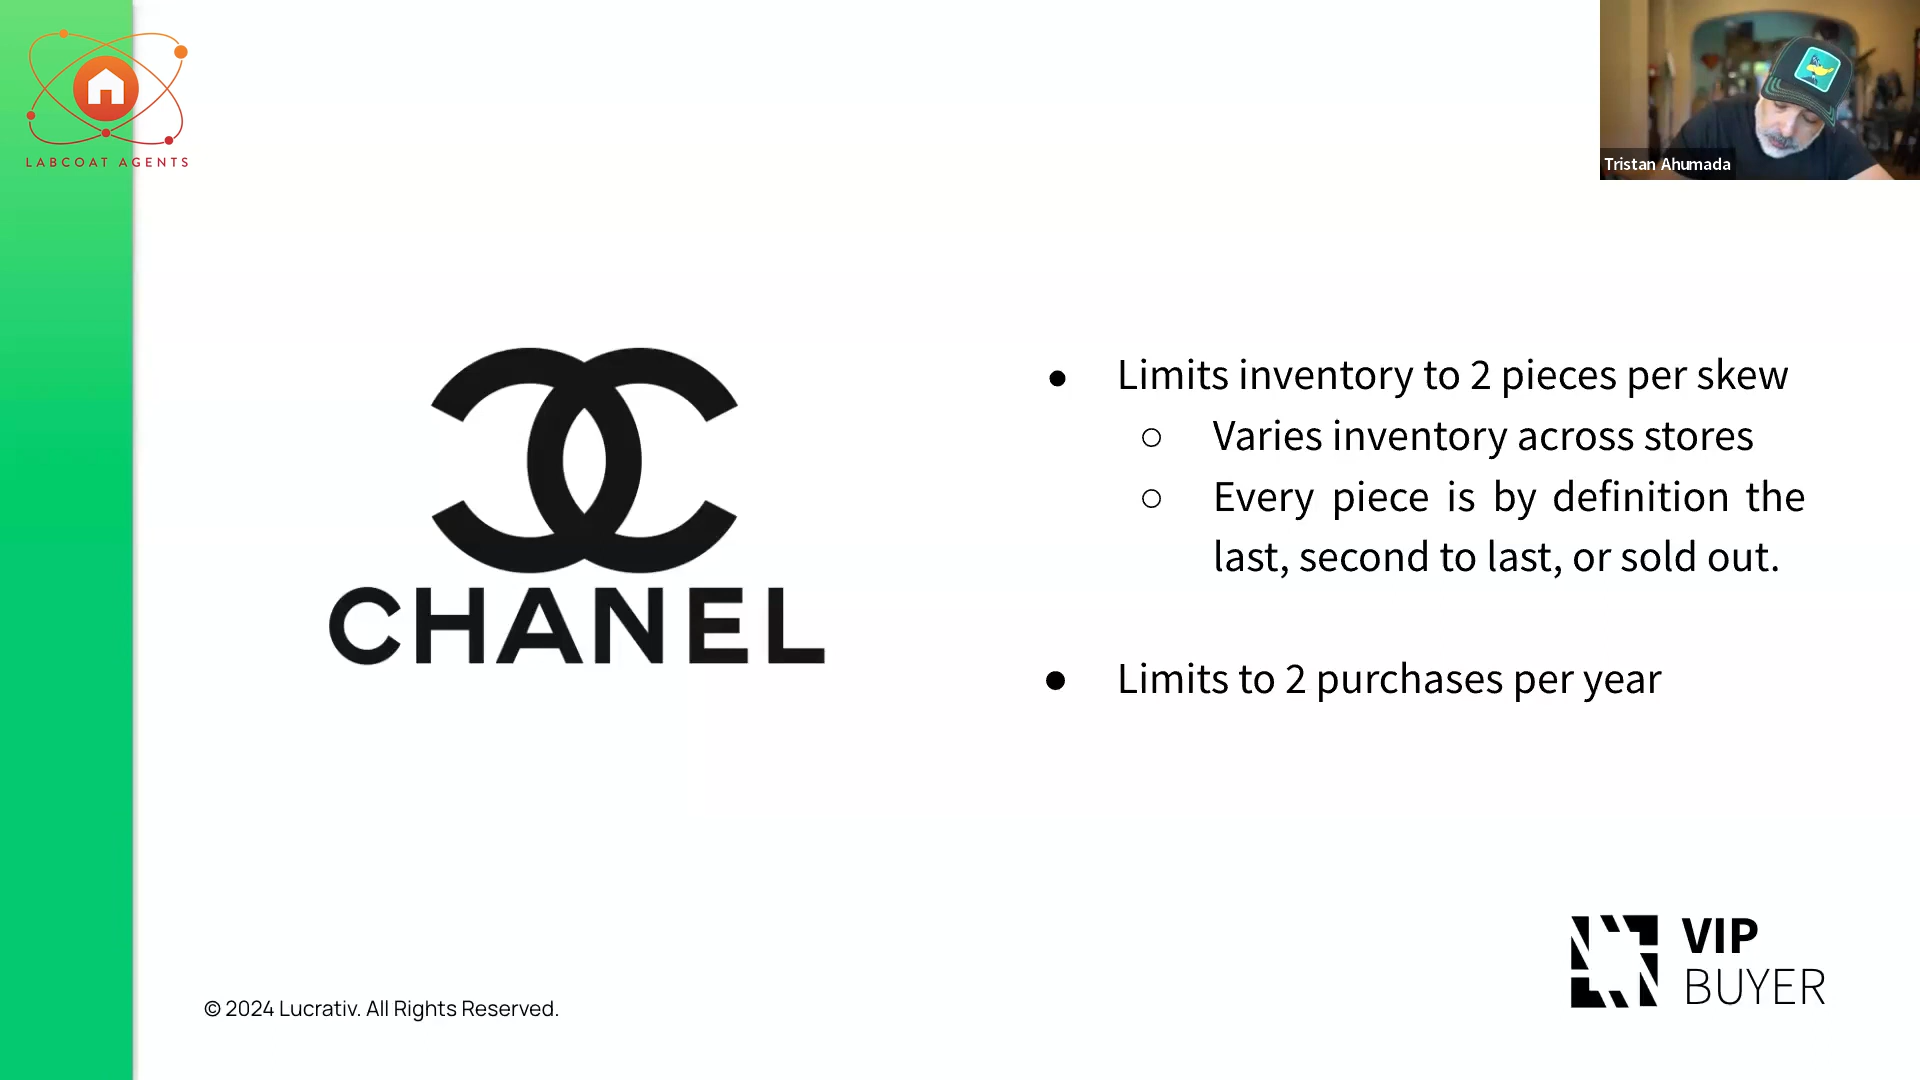 LABCOAT AGENTS
Tristan Ahumada
CHANEL
● Limits inventory to 2 pieces per skew
○ Varies inventory across stores
○ Every piece is by definition the
last, second to last, or sold out.
● Limits to 2 purchases per year
VIP
BUYER
© 2024 Lucrativ. All Rights Reserved.